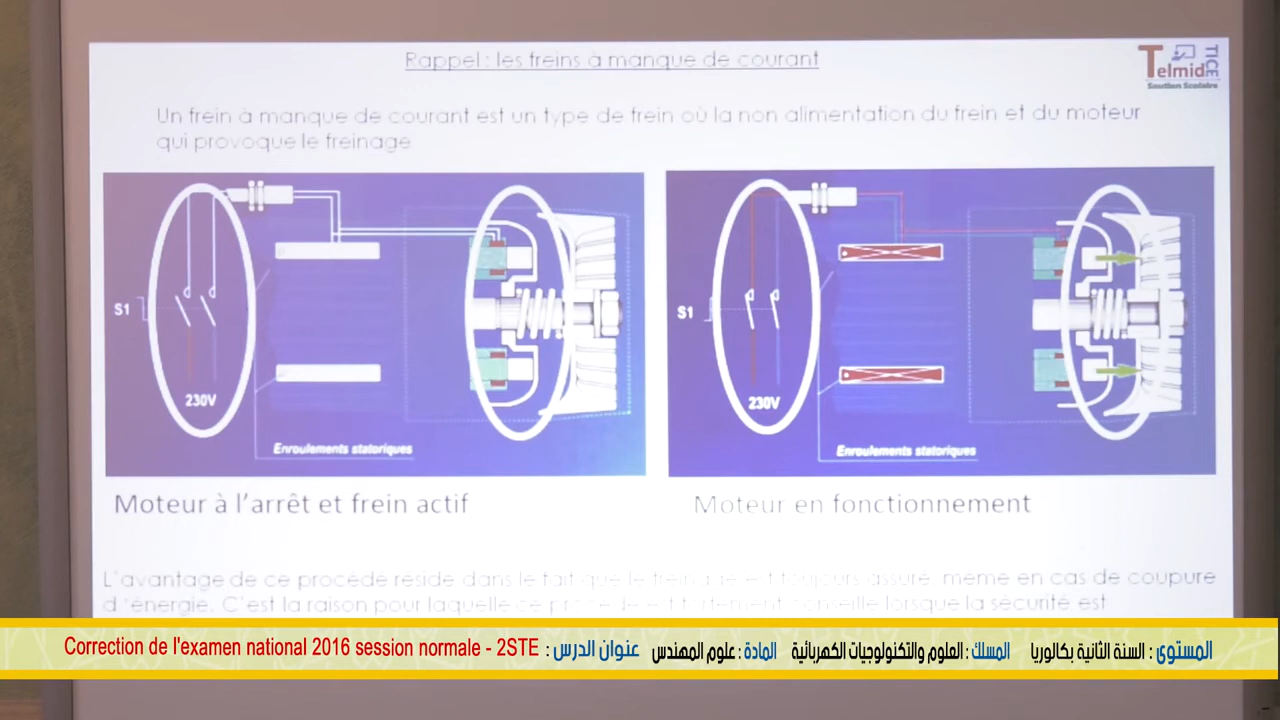 Rappel : les freins à manque de courant
Telmid TICE
Soutien Scolaire
Un frein à manque de courant est un type de frein où la non alimentation du frein et du moteur
qui provoque le freinage
S1
230V
Enroulements statoriques
S1
230V
Enroulements statoriques
Moteur à l'arrêt et frein actif
Moteur en fonctionnement
L'avantage de ce procédé réside dans le fait que le freinage est toujours assuré même en cas de coupure
d'énergie. C'est la raison pour laquelle ce procédé est fortement conseillé lorsque la sécurité est
المستوى : السنة الثانية بكالوريا المسلك : العلوم والتكنولوجيات الكهربائية المادة : علوم المهندس عنوان الدرس : Correction de l'examen national 2016 session normale - 2STE